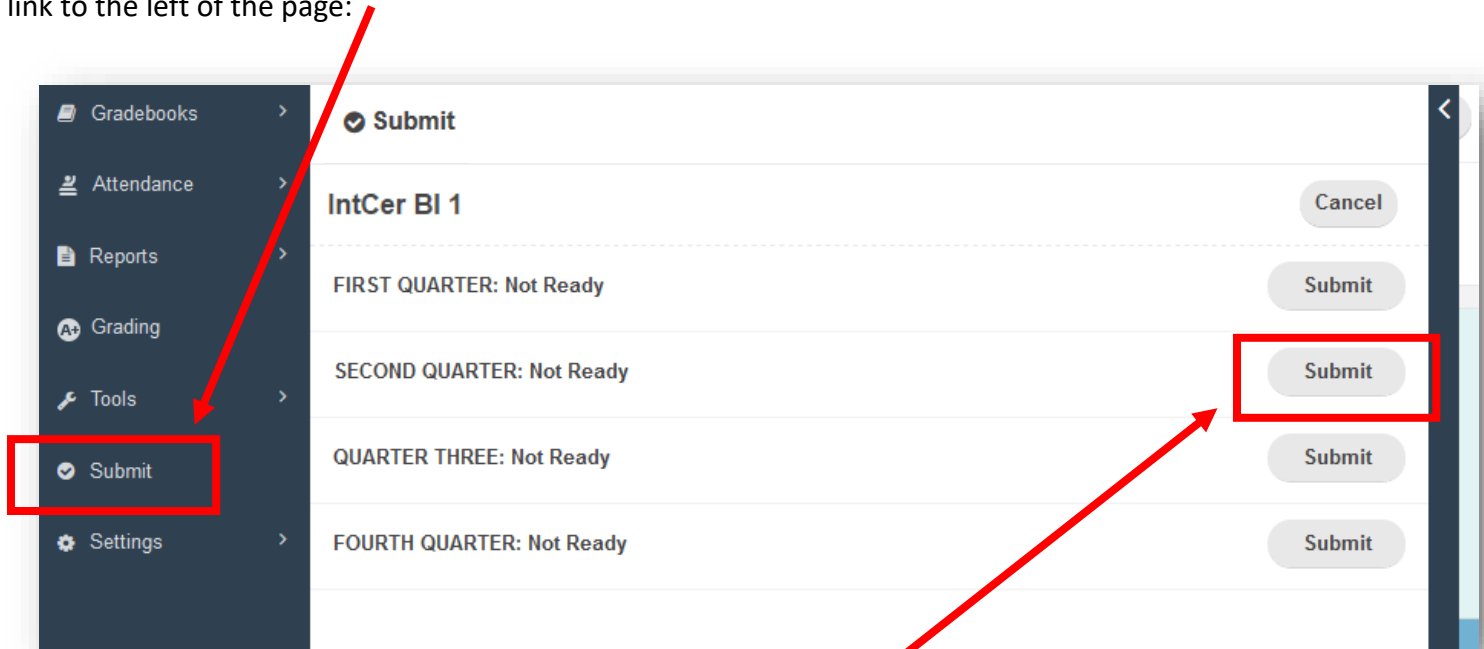 link to the left of the page:
Gradebooks
Attendance
Reports
Grading
Tools
Submit
Settings
Submit
IntCer BI 1
Cancel
FIRST QUARTER: Not Ready
Submit
SECOND QUARTER: Not Ready
Submit
QUARTER THREE: Not Ready
Submit
FOURTH QUARTER: Not Ready
Submit